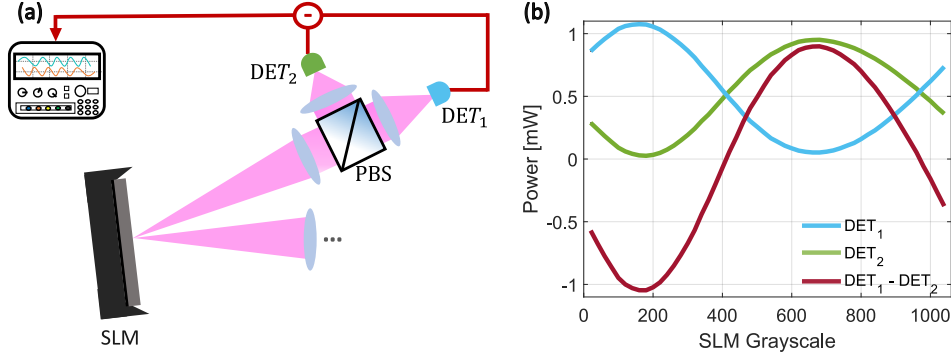 (a)
-
DET₂
DET₁
PBS
SLM
...
(b)
Power [mW]
1
0.5
0
-0.5
-1
DET₁
DET₂
DET₁ - DET₂
0 200 400 600 800 1000
SLM Grayscale